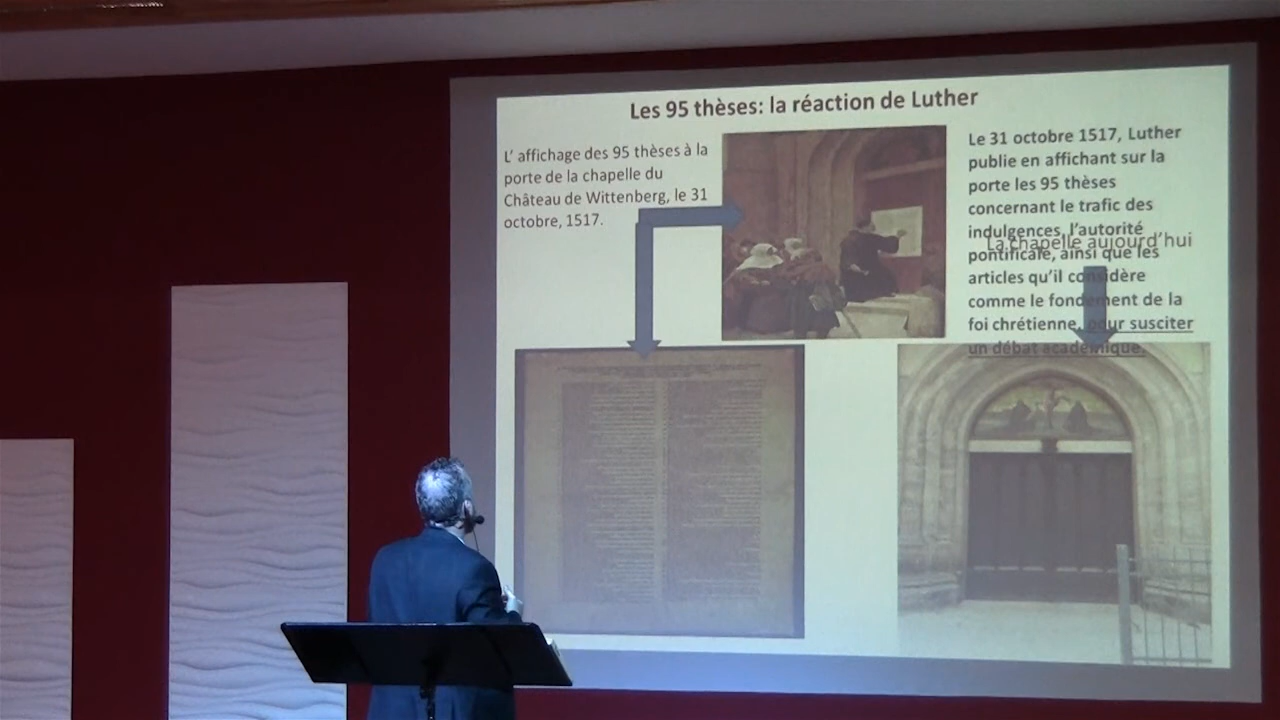 Les 95 thèses: la réaction de Luther
L’ affichage des 95 thèses à la
porte de la chapelle du
Château de Wittenberg, le 31
octobre, 1517.
Le 31 octobre 1517, Luther
publie en affichant sur la
porte les 95 thèses
concernant le trafic des
indulgences, l’autorité
pontificale, ainsi que les
articles qu’il considère
comme le fondement de la
foi chrétienne, pour susciter
un débat académique.
La chapelle aujourd’hui